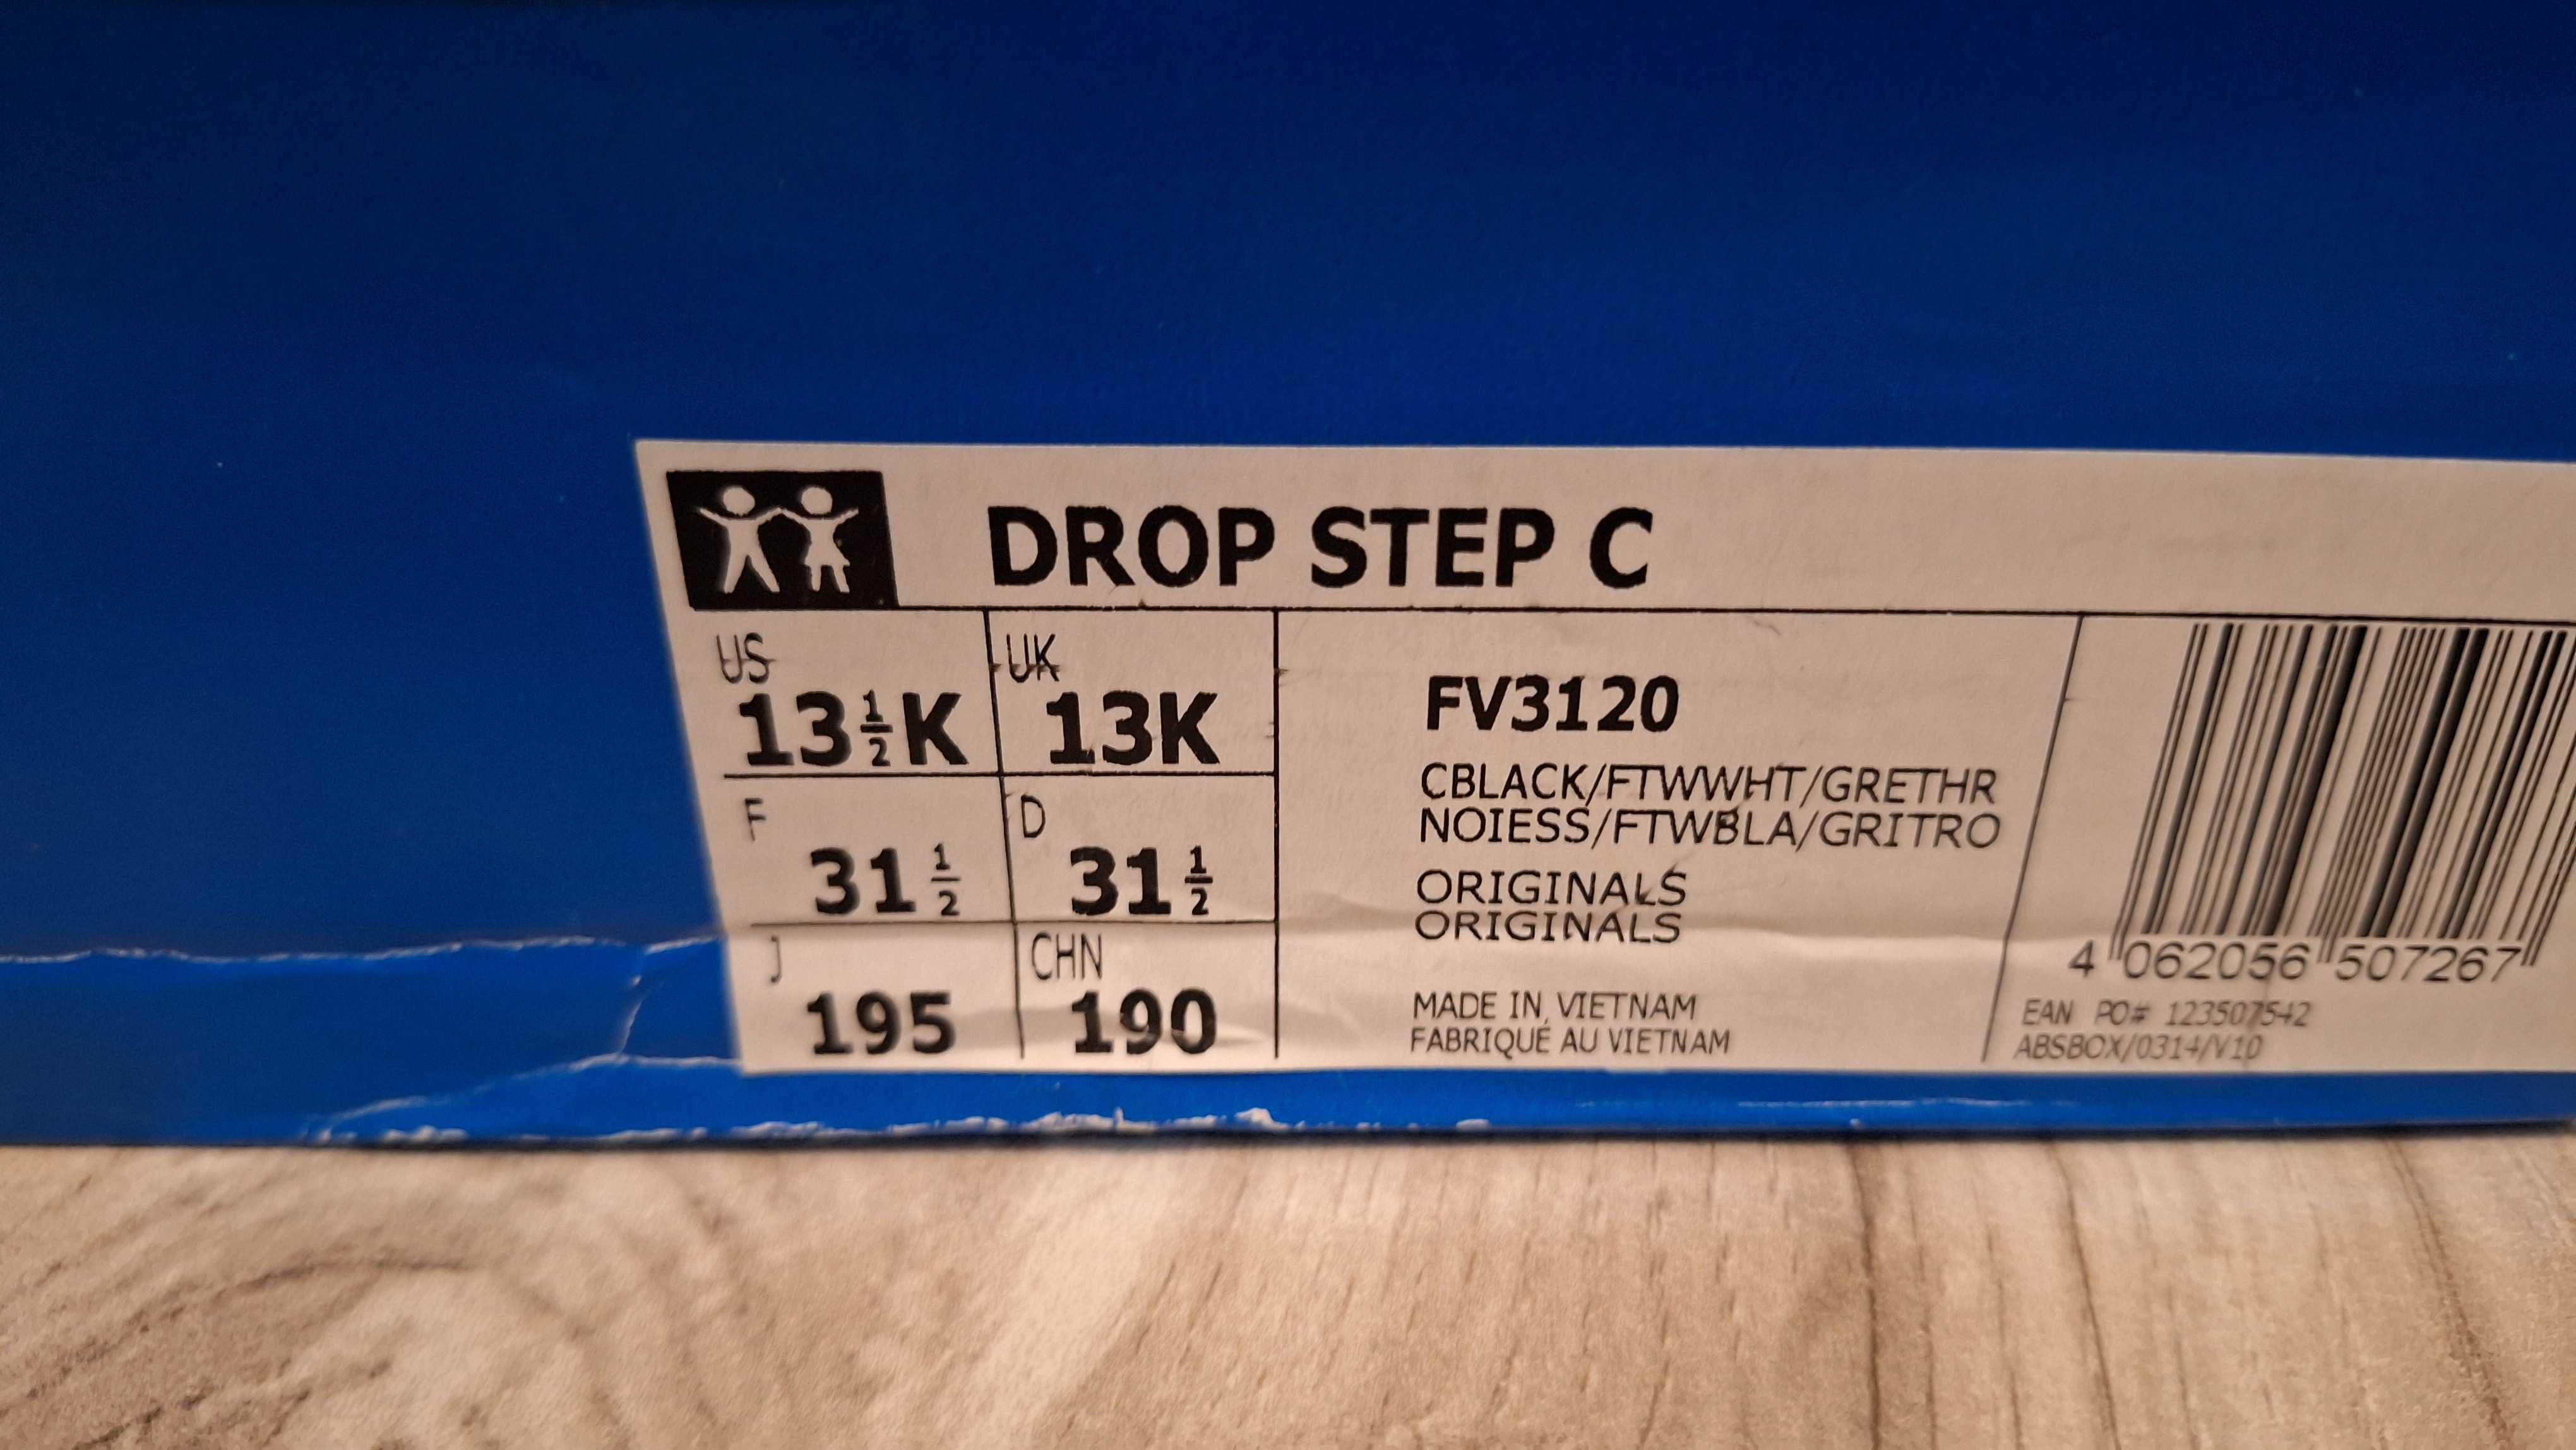 DROP STEP C
US
13½K
UK
13K
F
31½
D
31½
J
195
CHN
190
FV3120
CBLACK/FTWWHT/GRETHR
NOIESS/FTWBLA/GRITRO
ORIGINALS
ORIGINALS
MADE IN VIETNAM
FABRIQUÉ AU VIETNAM
4 062056 507267
EAN PO# 123507542
ABSBOX/0314/V10